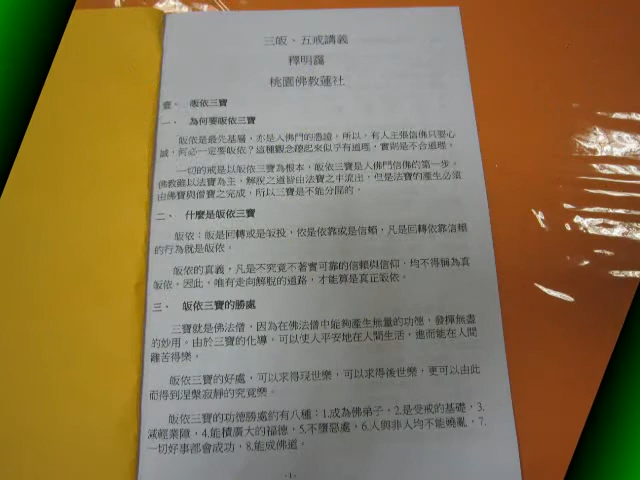 三皈、五戒講義
釋明靄
桃園佛教蓮社
壹、 皈依三寶
一、 為何要皈依三寶
皈依是最先基層，亦是入佛門的憑證，所以，有人主張信佛只要心
誠，何必一定要皈依？這種觀念聽起來似乎有道理，實則是不合道理。
一切的戒是以皈依三寶為根本，皈依三寶是入佛門信佛的第一步。
佛教雖以法寶為主，解脫之道皆由法寶之中流出，但是法寶的產生必須
由佛寶與僧寶之完成，所以三寶是不能分開的。
二、 什麼是皈依三寶
皈依：皈是回轉或是皈投，依是依靠或是信賴，凡是回轉依靠信賴
的行為就是皈依。
皈依的真義，凡是不究竟不著實可靠的信賴與信仰，均不得稱為真
皈依。因此，唯有走向解脫的道路，才能算是真正皈依。
三、 皈依三寶的勝處
三寶就是佛法僧，因為在佛法僧中能夠產生無量的功德，發揮無盡
的妙用。由於三寶的化導，可以使人平安地在人間生活，進而能在人間
離苦得樂。
皈依三寶的好處，可以求得現世樂，可以求得後世樂，更可以由此
而得到涅槃寂靜的究竟樂。
皈依三寶的功德勝處約有八種：1.成為佛弟子，2.是受戒的基礎，3.
減輕業障，4.能積廣大的福德，5.不墮惡處，6.人與非人均不能嬈亂，7.
一切好事都會成功，8.能成佛道。
-1-